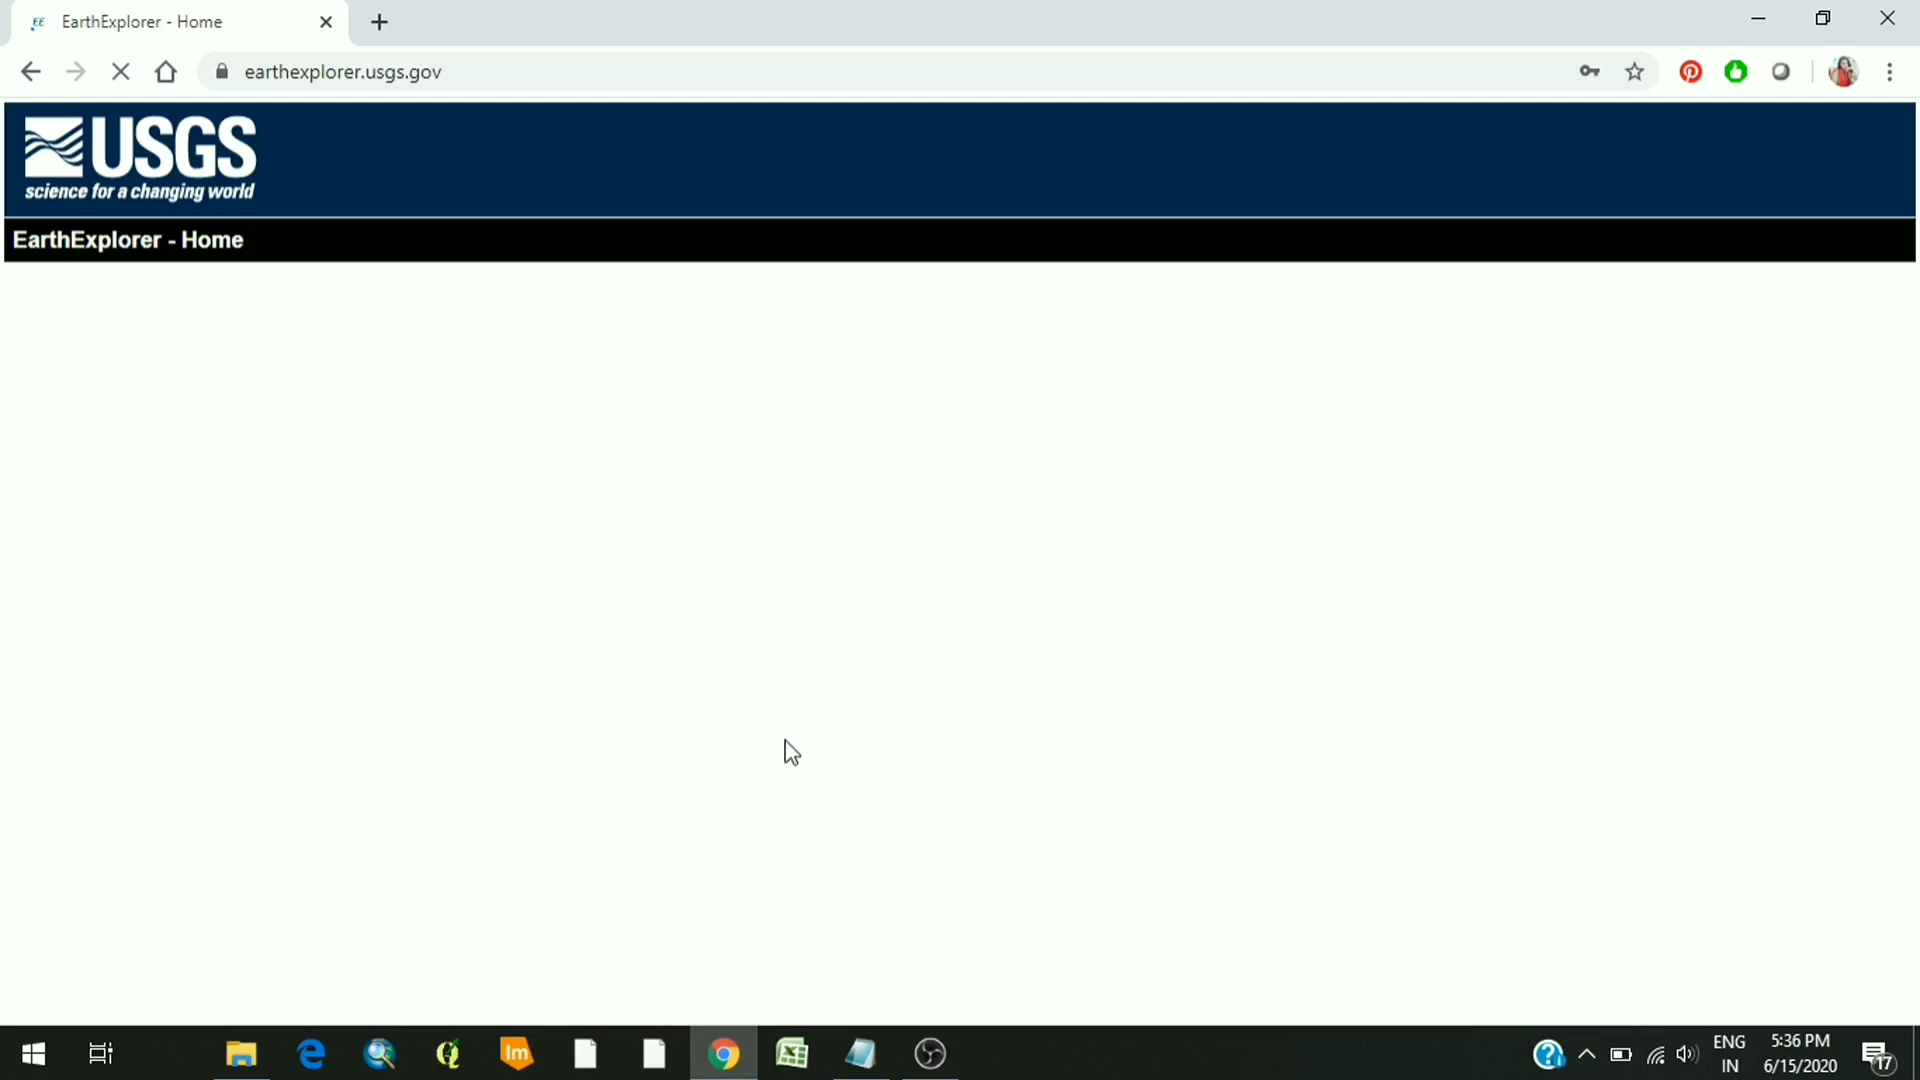 EarthExplorer - Home
earthexplorer.usgs.gov
USGS
science for a changing world
EarthExplorer - Home
Im
ENG
IN
5:36 PM
6/15/2020
17